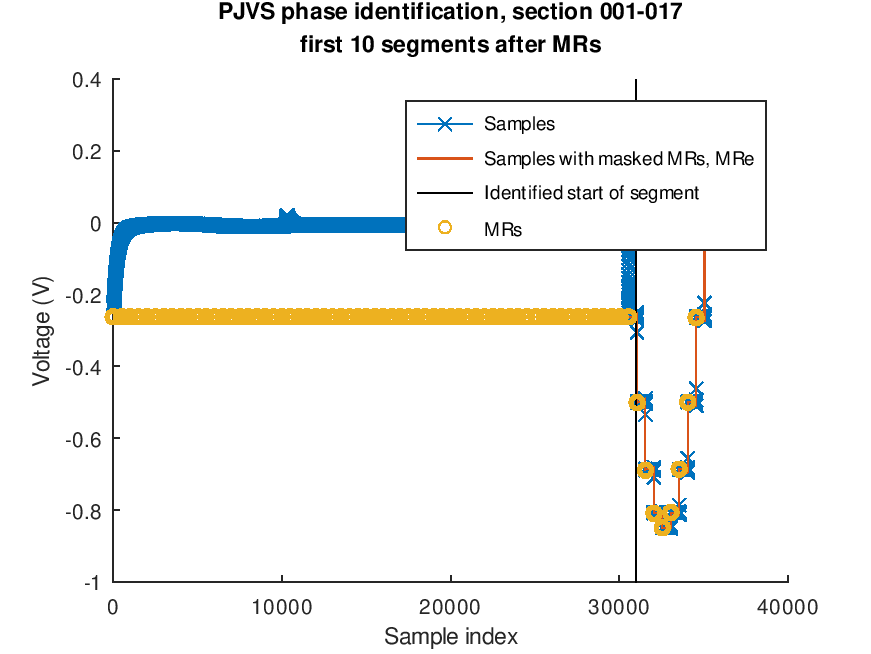 PJVS phase identification, section 001-017
first 10 segments after MRs
0.4
0.2
0
-0.2
-0.4
-0.6
-0.8
-1
Voltage (V)
Samples
Samples with masked MRs, MRe
Identified start of segment
MRs
0 10000 20000 30000 40000
Sample index